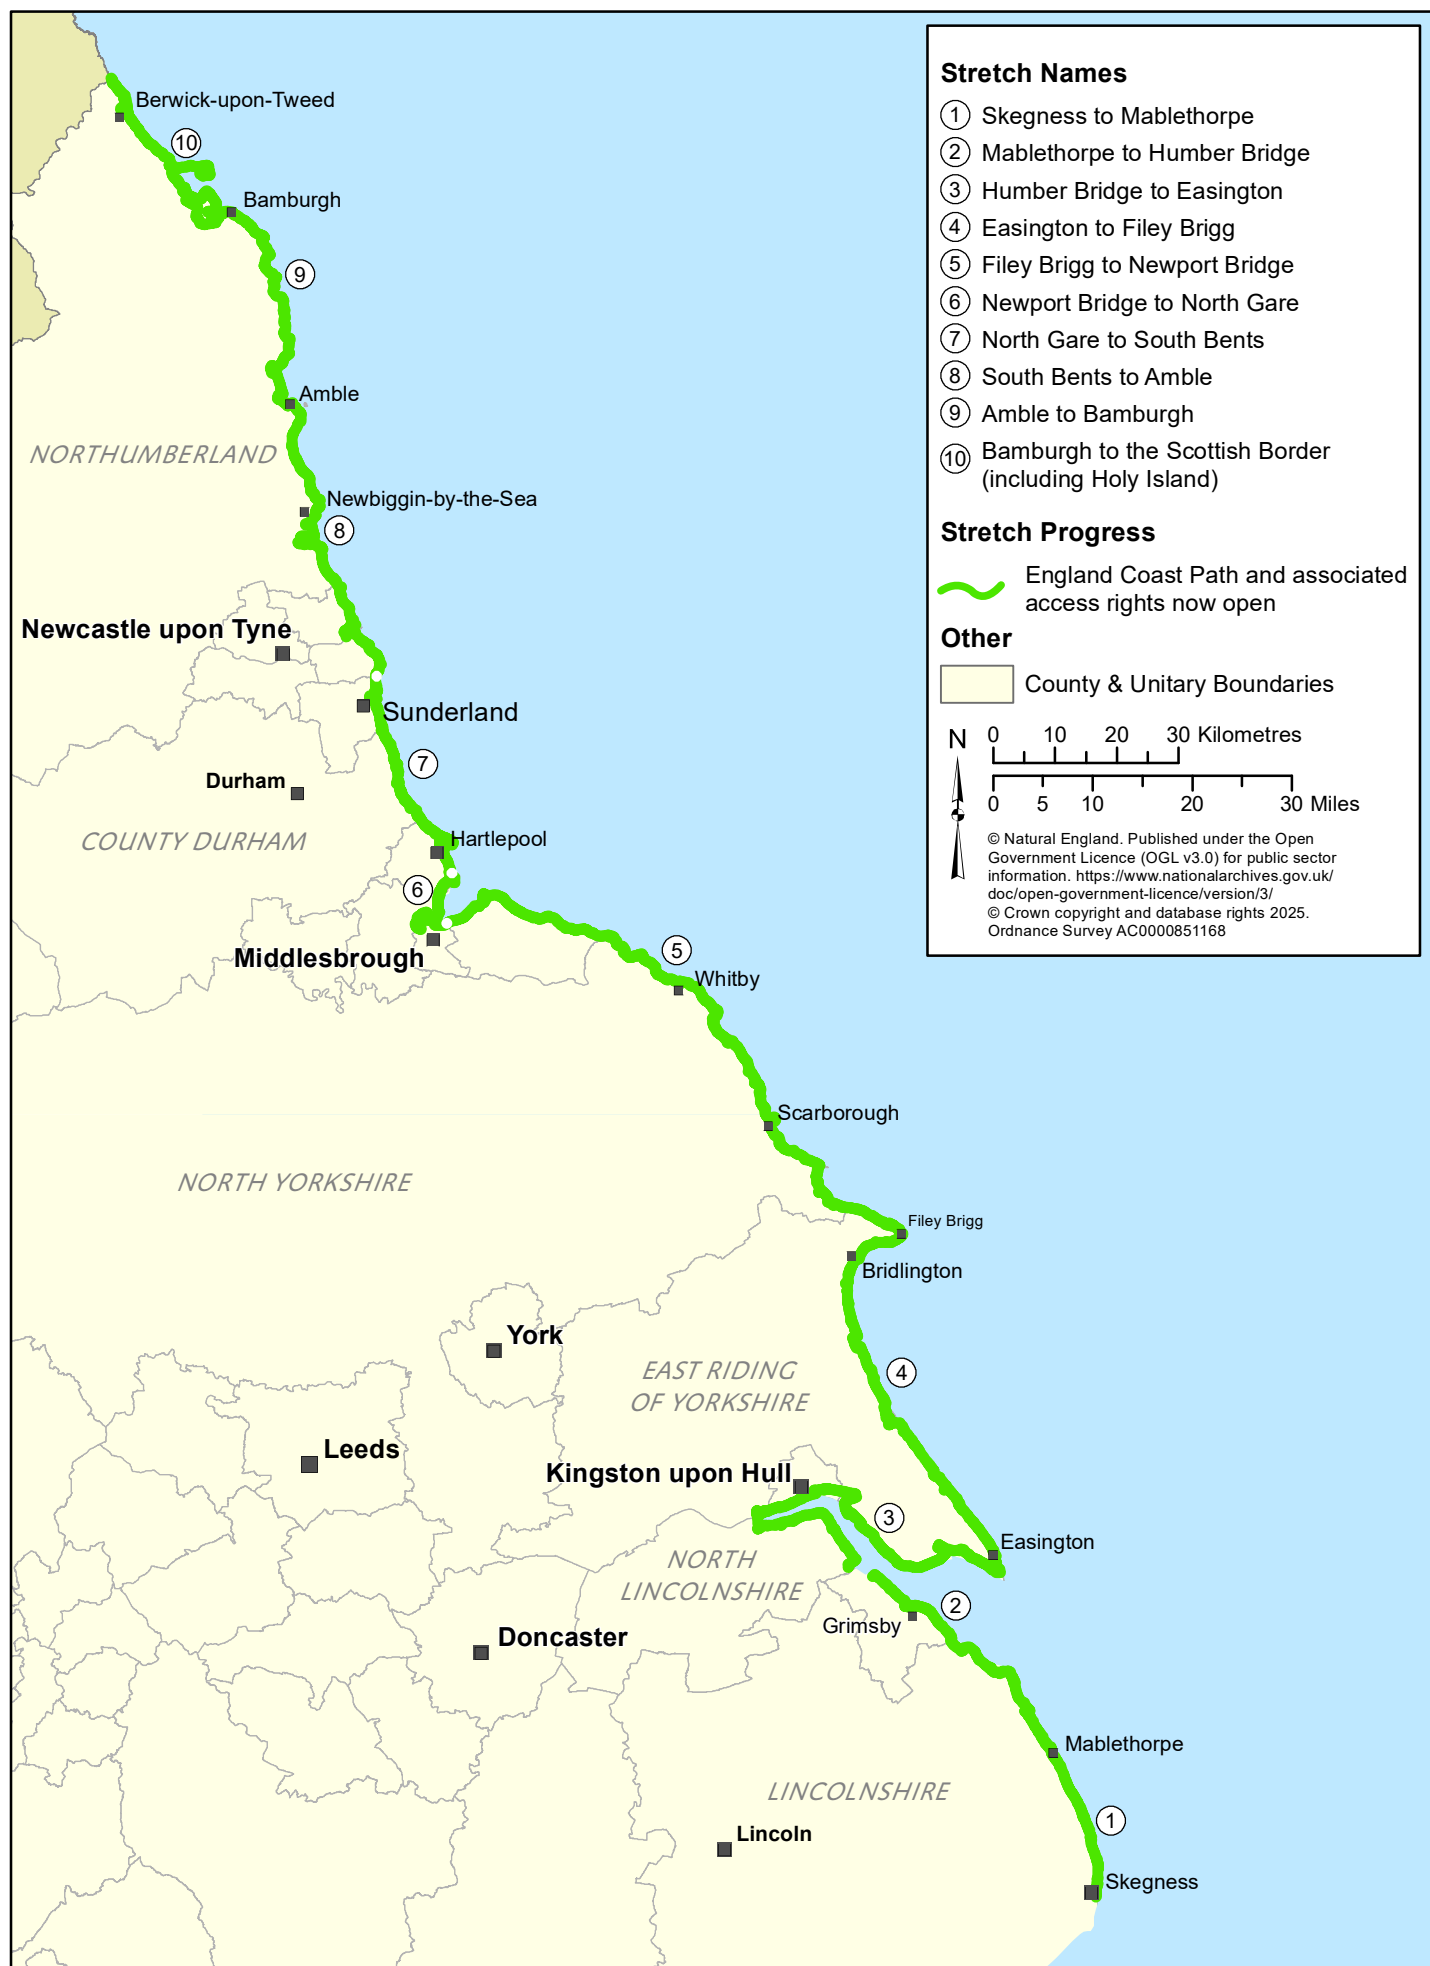 Stretch Names
1 Skegness to Mablethorpe
2 Mablethorpe to Humber Bridge
3 Humber Bridge to Easington
4 Easington to Filey Brigg
5 Filey Brigg to Newport Bridge
6 Newport Bridge to North Gare
7 North Gare to South Bents
8 South Bents to Amble
9 Amble to Bamburgh
10 Bamburgh to the Scottish Border
(including Holy Island)
Stretch Progress
England Coast Path and associated
access rights now open
Other
County & Unitary Boundaries
N
0 10 20 30 Kilometres
0 5 10 20 30 Miles
© Natural England. Published under the Open
Government Licence (OGL v3.0) for public sector
information. https://www.nationalarchives.gov.uk/
doc/open-government-licence/version/3/
© Crown copyright and database rights 2025.
Ordnance Survey AC0000851168
Berwick-upon-Tweed
10
Bamburgh
9
Amble
NORTHUMBERLAND
Newbiggin-by-the-Sea
8
Newcastle upon Tyne
Sunderland
7
Durham
COUNTY DURHAM
Hartlepool
6
Middlesbrough
5
Whitby
Scarborough
NORTH YORKSHIRE
Filey Brigg
Bridlington
York
EAST RIDING
OF YORKSHIRE
4
Leeds
Kingston upon Hull
3
Easington
NORTH
LINCOLNSHIRE
2
Grimsby
Doncaster
Mablethorpe
LINCOLNSHIRE
1
Lincoln
Skegness